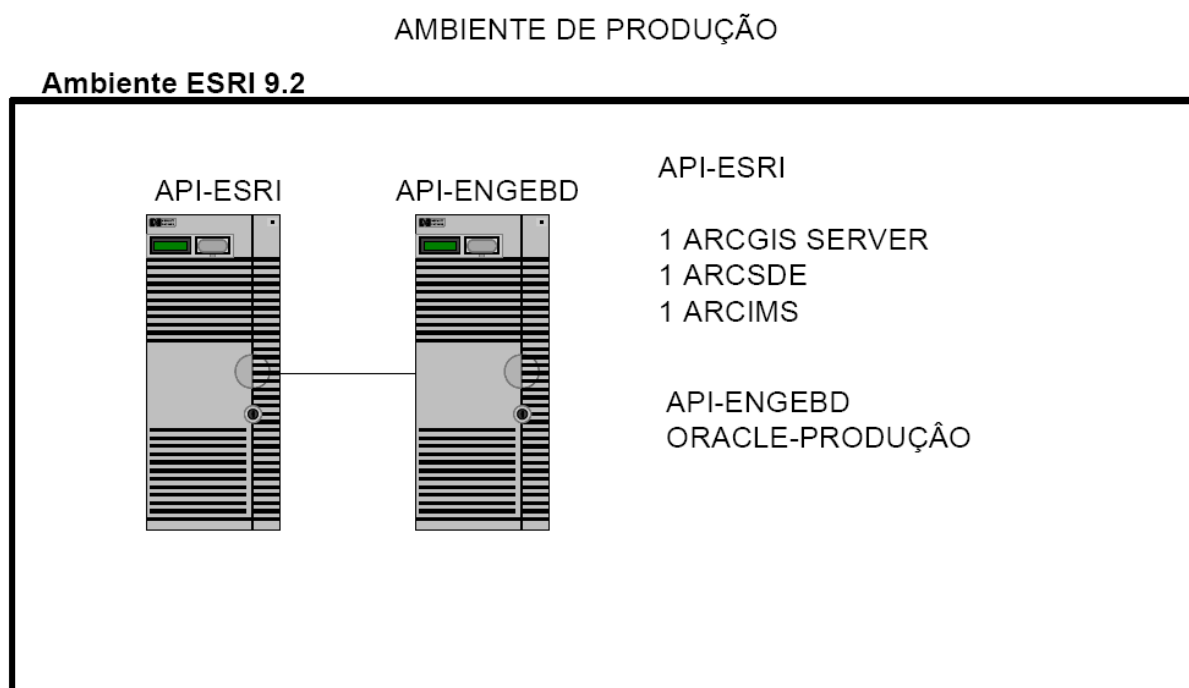 AMBIENTE DE PRODUÇÃO
Ambiente ESRI 9.2
API-ESRI
API-ENGEBD
API-ESRI
1 ARCGIS SERVER
1 ARCSDE
1 ARCIMS
API-ENGEBD
ORACLE-PRODUÇÂO